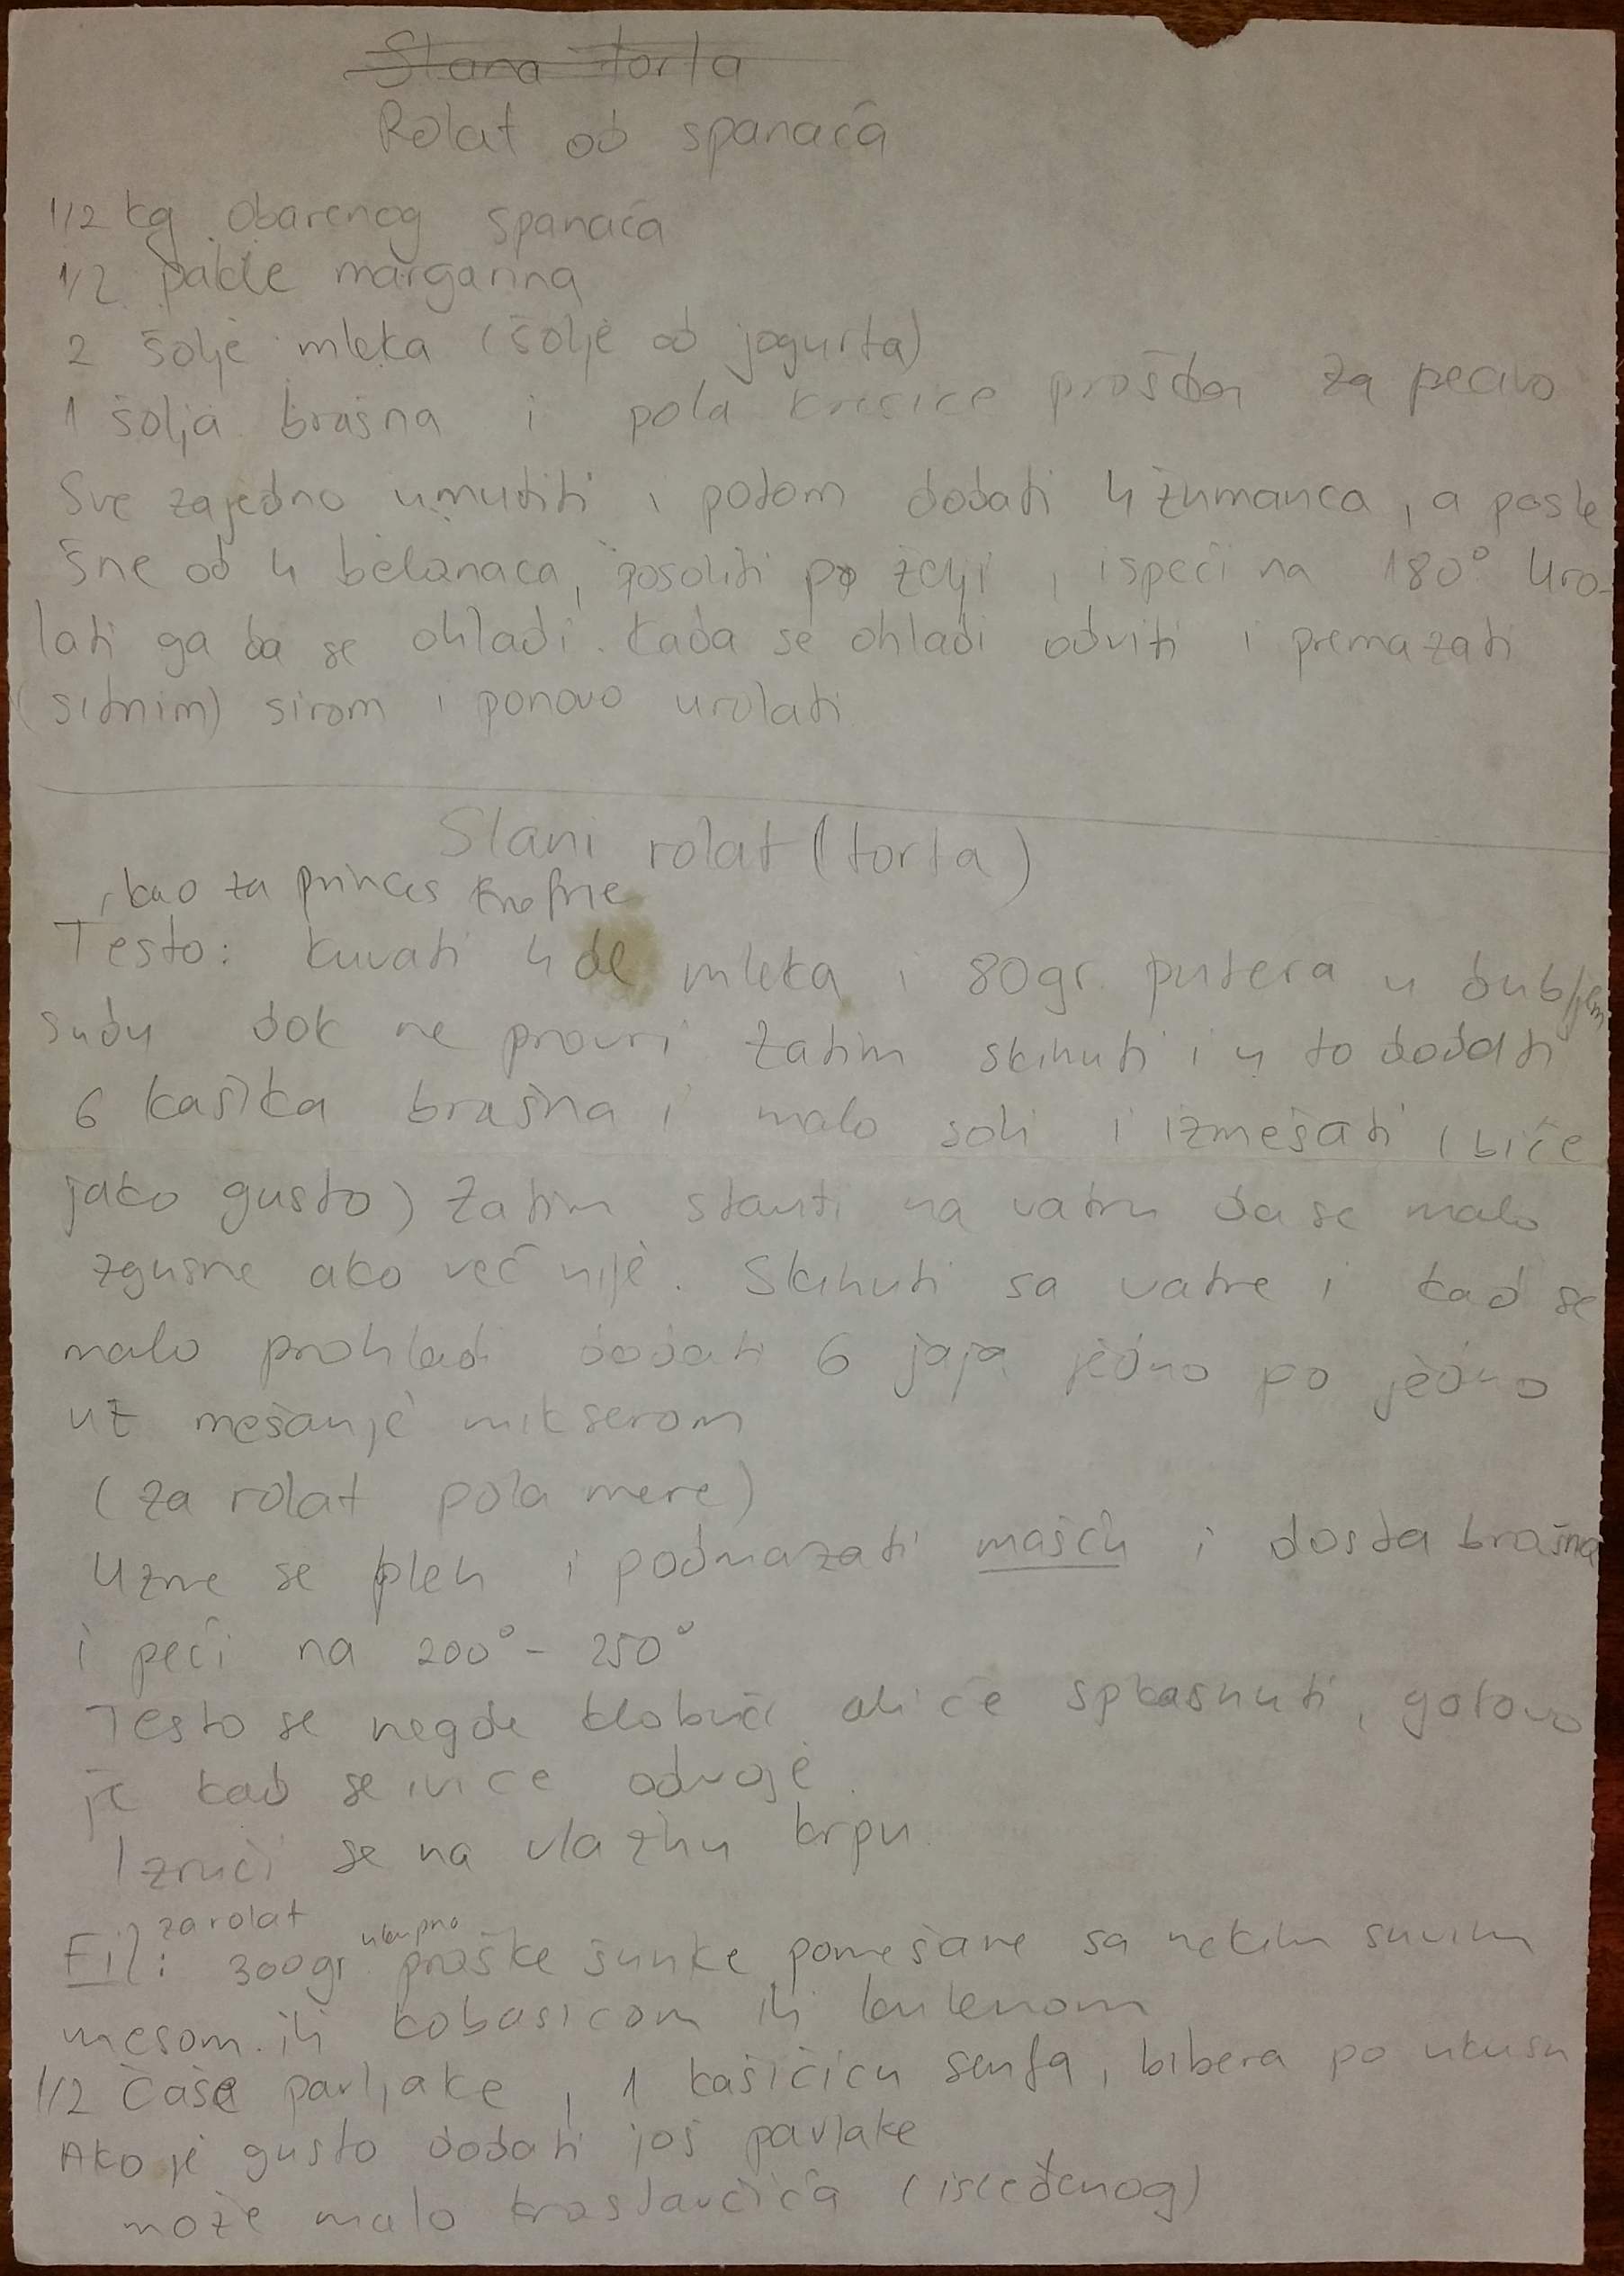 Slana torta
Rolat od spanaća
1/2 kg obarenog spanaća
1/2 pakle margarina
2 šolje mleka (šolje od jogurta)
1 šolja brašna i pola kesice praška za pecivo
Sve zajedno umutiti i potom dodati 4 žumanca, a posle
šne od 4 belanaca, posoliti po želji, ispeći na 180° Uro-
lati ga da se ohladi. Kada se ohladi odviti i premazati
(sitnim) sirom i ponovo urolati
Slani rolat (torta)
kao za princes krofne
Testo: kuvati 4 dl mleka i 80gr. putera u dubljem
sudu dok ne provri zatim skinuti i u to dodati
6 kašika brašna i malo soli i izmešati (biće
jako gusto) Zatim staviti na vatru da se malo
zgusne ako već nije. Skinuti sa vatre i kad se
malo prohladi dodati 6 jaja jedno po jedno
uz mešanje mikserom
(za rolat pola mere)
Uzme se pleh i podmazati mašću i dosta brašna
i peći na 200° - 250°
Testo se negde klobuči ali će splasnuti, gotovo
je kad se ivice odvoje.
Izruči se na vlažnu krpu.
za rolat ukupno
Fil: 300gr praške šunke pomešane sa nekim suvim
mesom ili kobasicom ili kulenom
1/2 čaše pavljake, 1 kašičicu senfa, bibera po ukusu
Ako je gusto dodati još pavlake
može malo krastavčića (isceđenog)